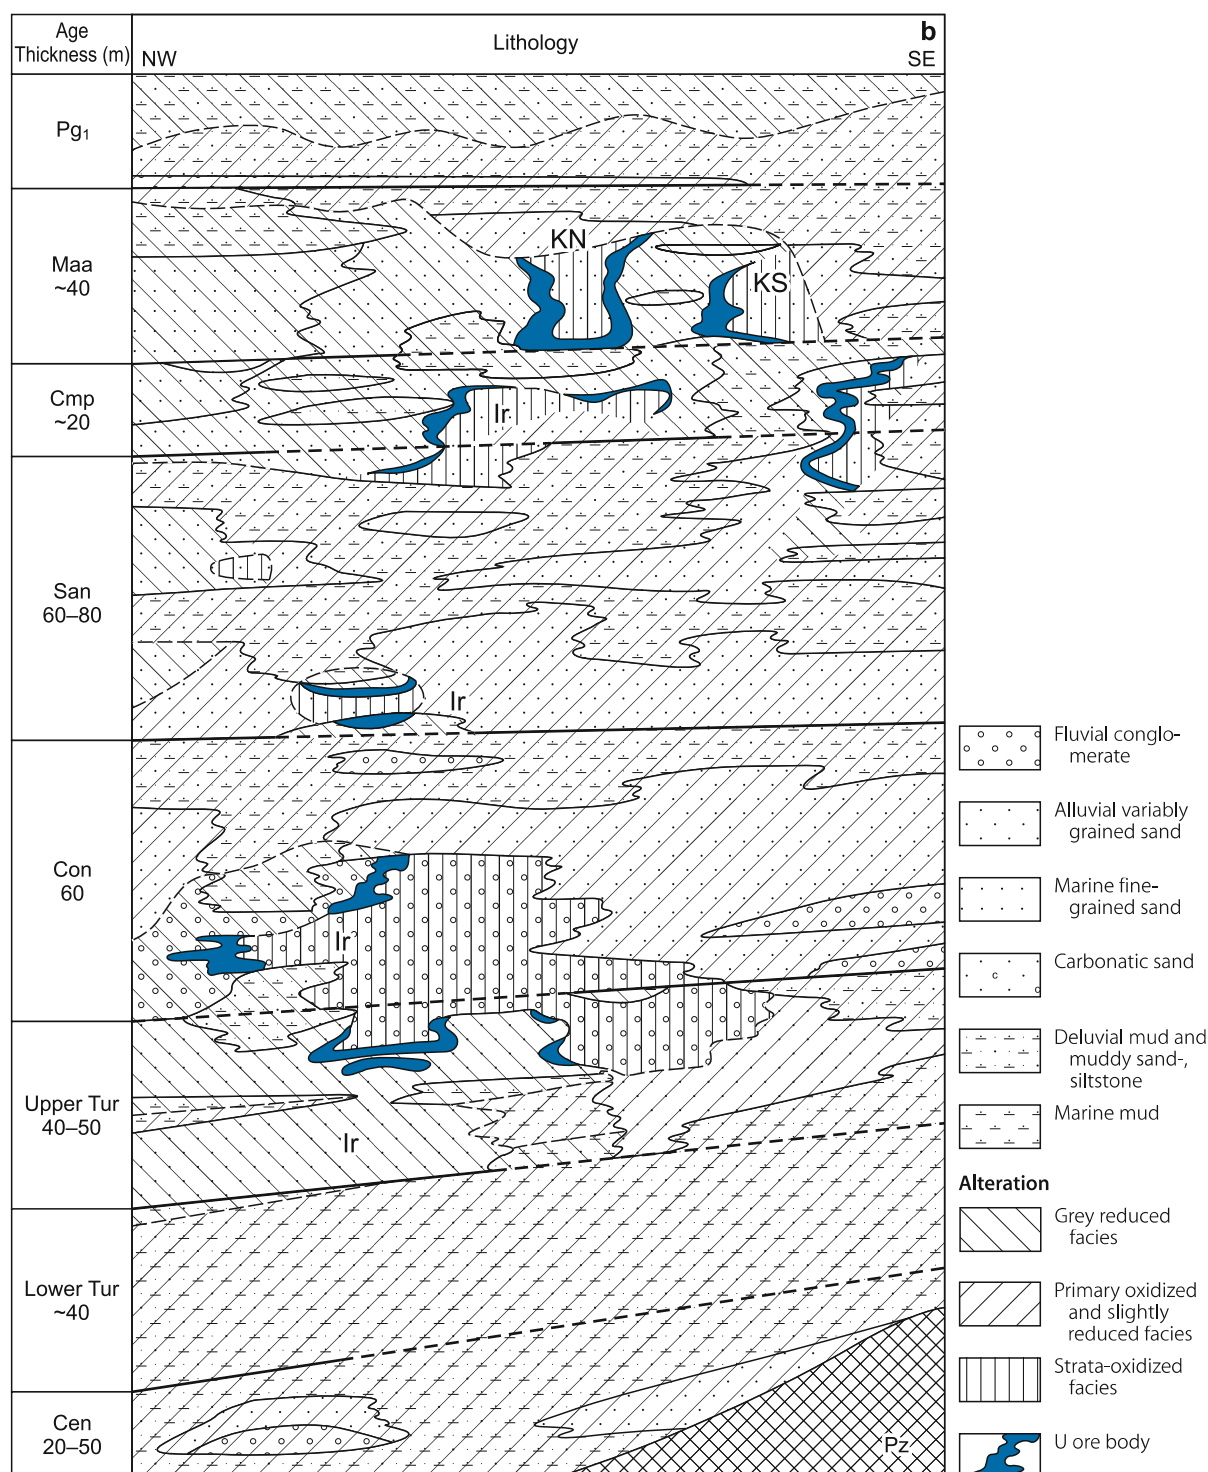 Age
Thickness (m)
NW
Lithology
b
SE
Pg₁
Maa
~40
KN
KS
Cmp
~20
Ir
San
60–80
Ir
Con
60
Ir
Upper Tur
40–50
Ir
Lower Tur
~40
Cen
20–50
Pz
Fluvial conglo-
merate
Alluvial variably
grained sand
Marine fine-
grained sand
Carbonatic sand
c
Deluvial mud and
muddy sand-,
siltstone
Marine mud
Alteration
Grey reduced
facies
Primary oxidized
and slightly
reduced facies
Strata-oxidized
facies
U ore body